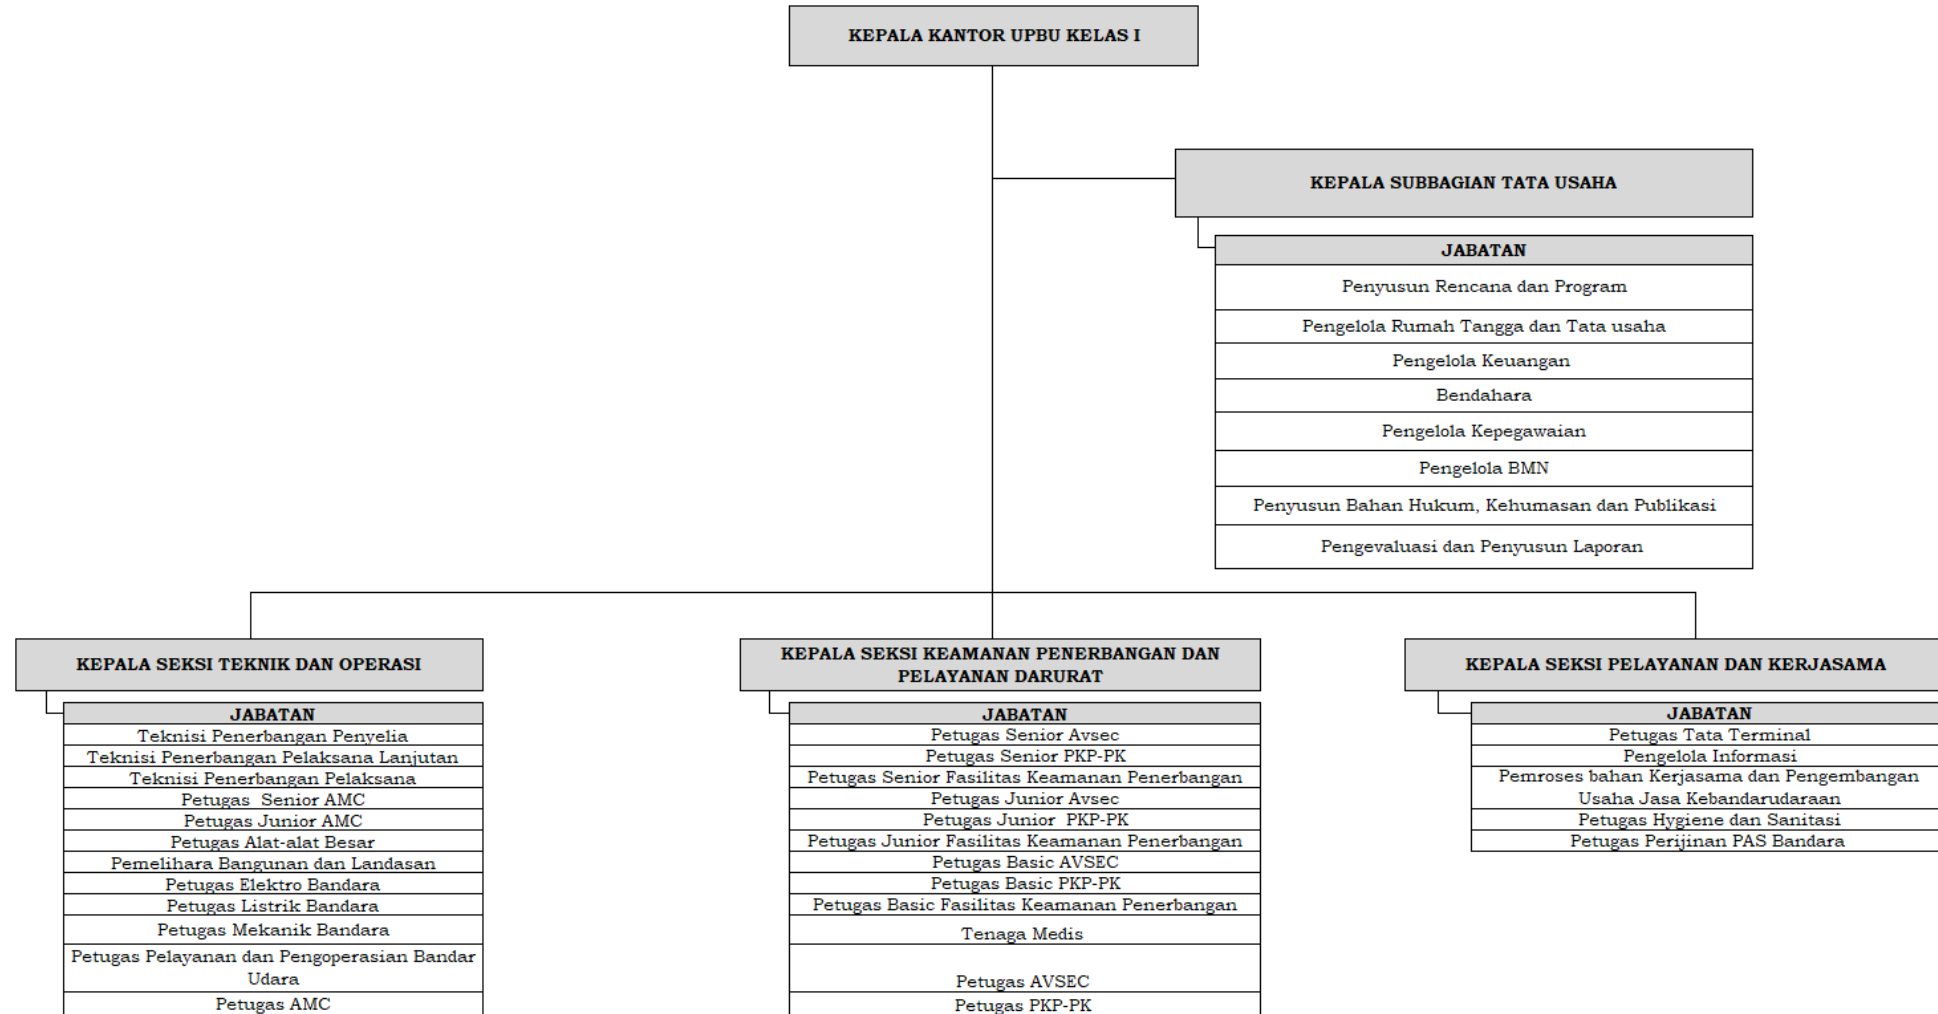 KEPALA KANTOR UPBU KELAS I
KEPALA SUBBAGIAN TATA USAHA
JABATAN
Penyusun Rencana dan Program
Pengelola Rumah Tangga dan Tata usaha
Pengelola Keuangan
Bendahara
Pengelola Kepegawaian
Pengelola BMN
Penyusun Bahan Hukum, Kehumasan dan Publikasi
Pengevaluasi dan Penyusun Laporan
KEPALA SEKSI TEKNIK DAN OPERASI
JABATAN
Teknisi Penerbangan Penyelia
Teknisi Penerbangan Pelaksana Lanjutan
Teknisi Penerbangan Pelaksana
Petugas Senior AMC
Petugas Junior AMC
Petugas Alat-alat Besar
Pemelihara Bangunan dan Landasan
Petugas Elektro Bandara
Petugas Listrik Bandara
Petugas Mekanik Bandara
Petugas Pelayanan dan Pengoperasian Bandar
Udara
Petugas AMC
KEPALA SEKSI KEAMANAN PENERBANGAN DAN
PELAYANAN DARURAT
JABATAN
Petugas Senior Avsec
Petugas Senior PKP-PK
Petugas Senior Fasilitas Keamanan Penerbangan
Petugas Junior Avsec
Petugas Junior PKP-PK
Petugas Junior Fasilitas Keamanan Penerbangan
Petugas Basic AVSEC
Petugas Basic PKP-PK
Petugas Basic Fasilitas Keamanan Penerbangan
Tenaga Medis
Petugas AVSEC
Petugas PKP-PK
KEPALA SEKSI PELAYANAN DAN KERJASAMA
JABATAN
Petugas Tata Terminal
Pengelola Informasi
Pemroses bahan Kerjasama dan Pengembangan
Usaha Jasa Kebandarudaraan
Petugas Hygiene dan Sanitasi
Petugas Perijinan PAS Bandara